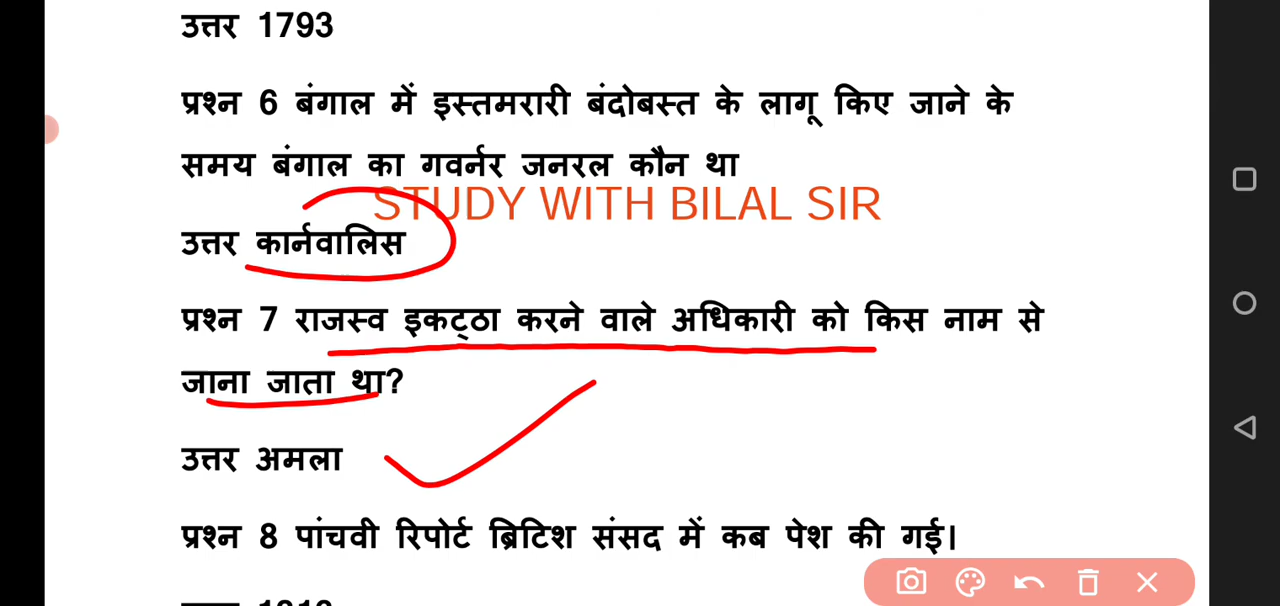 उत्तर 1793
प्रश्न 6 बंगाल में इस्तमरारी बंदोबस्त के लागू किए जाने के
समय बंगाल का गवर्नर जनरल कौन था
STUDY WITH BILAL SIR
उत्तर कार्नवालिस
प्रश्न 7 राजस्व इकट्ठा करने वाले अधिकारी को किस नाम से
जाना जाता था?
उत्तर अमला
प्रश्न 8 पांचवी रिपोर्ट ब्रिटिश संसद में कब पेश की गई।